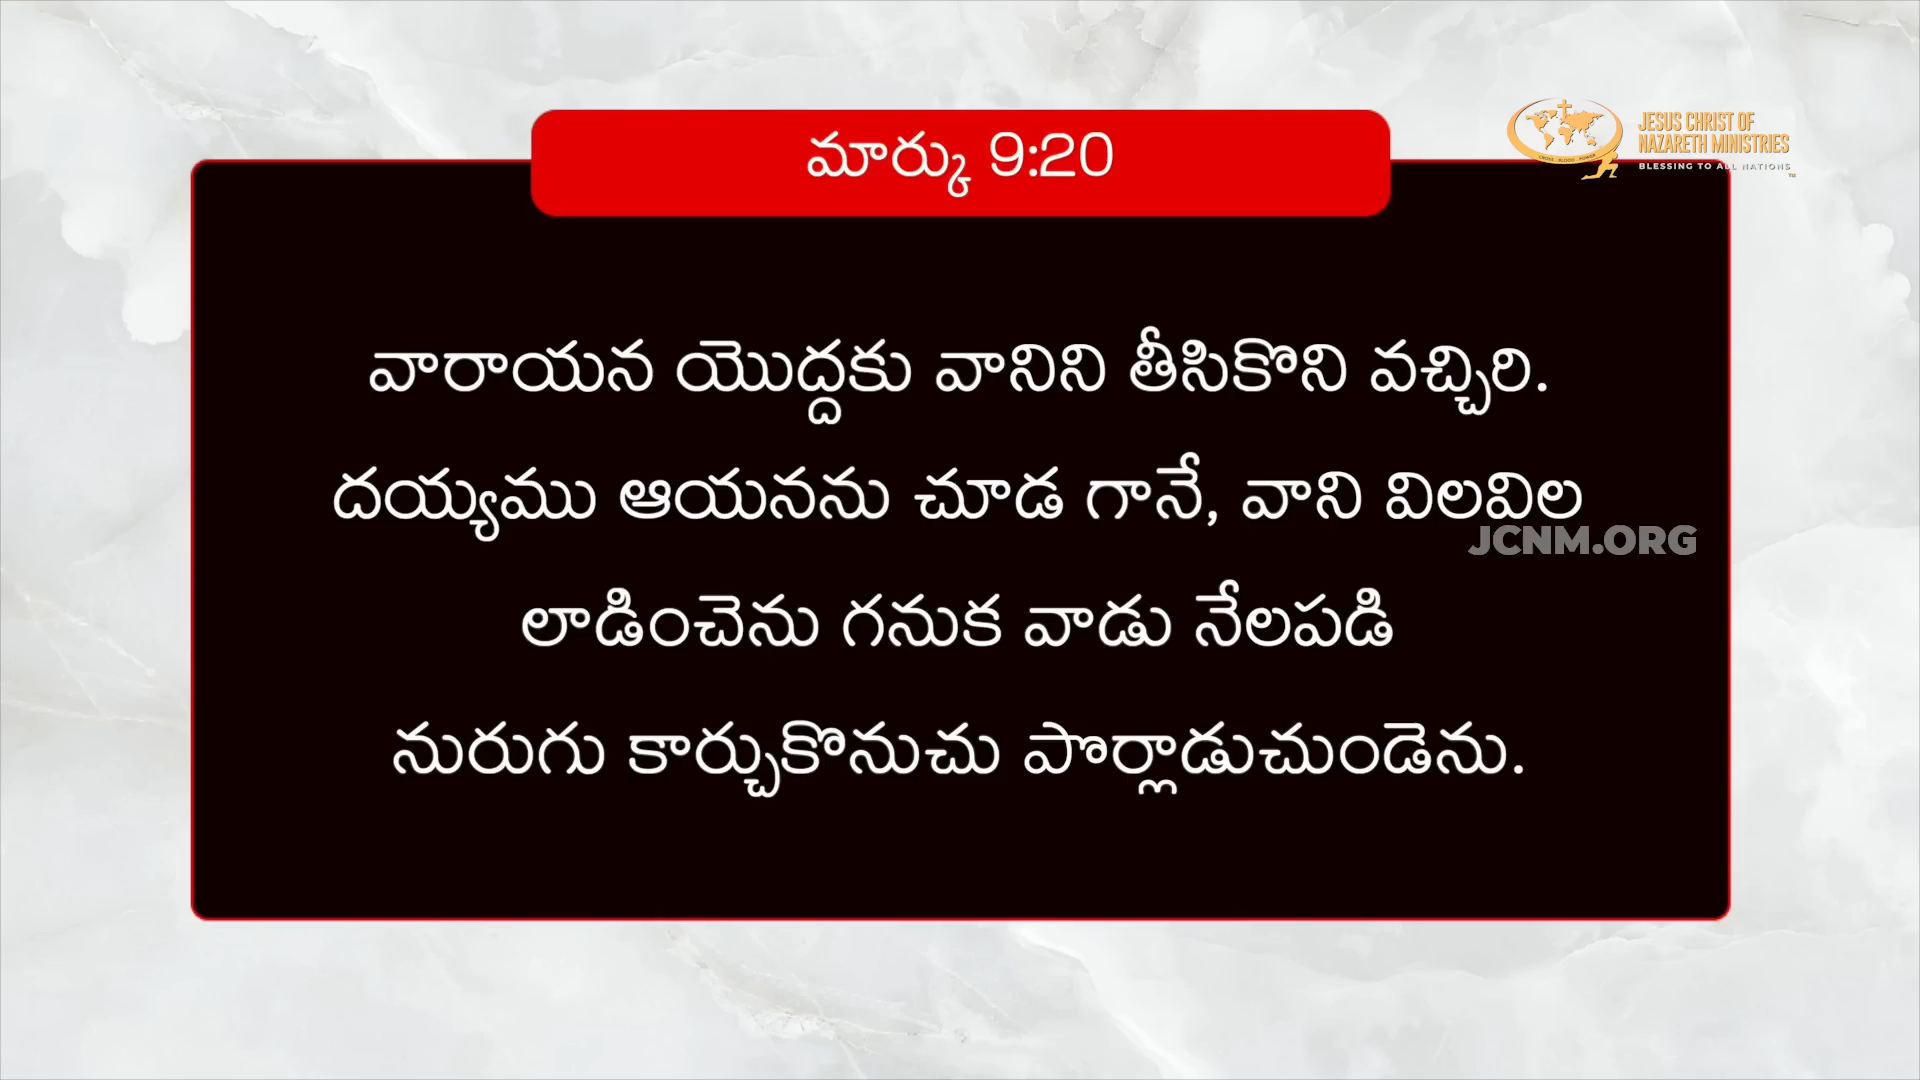 మార్కు 9:20
JESUS CHRIST OF
NAZARETH MINISTRIES
BLESSING TO ALL NATIONS
వారాయన యొద్దకు వానిని తీసికొని వచ్చిరి.
దయ్యము ఆయనను చూడ గానే, వాని విలవిల
JCNM.ORG
లాడించెను గనుక వాడు నేలపడి
నురుగు కార్చుకొనుచు పొర్లాడుచుండెను.